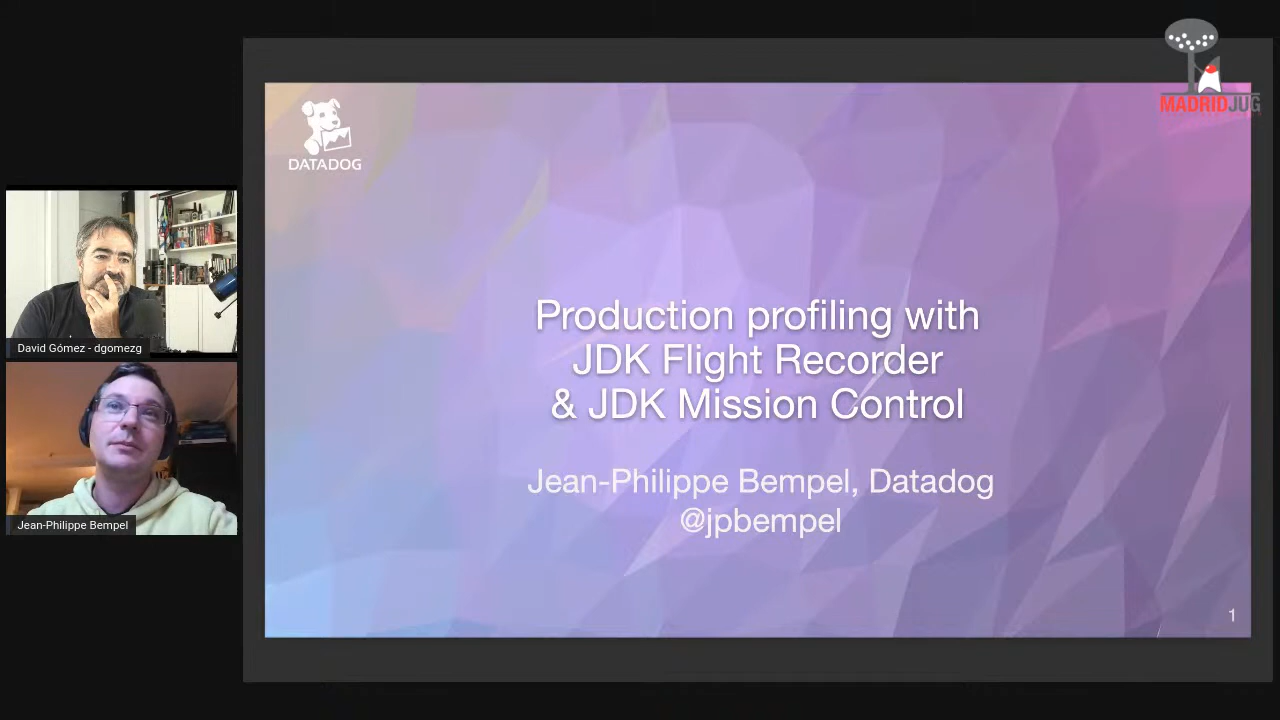 MADRIDJUG
DATADOG
David Gómez - dgomezg
Jean-Philippe Bempel
Production profiling with
JDK Flight Recorder
& JDK Mission Control
Jean-Philippe Bempel, Datadog
@jpbempel
1